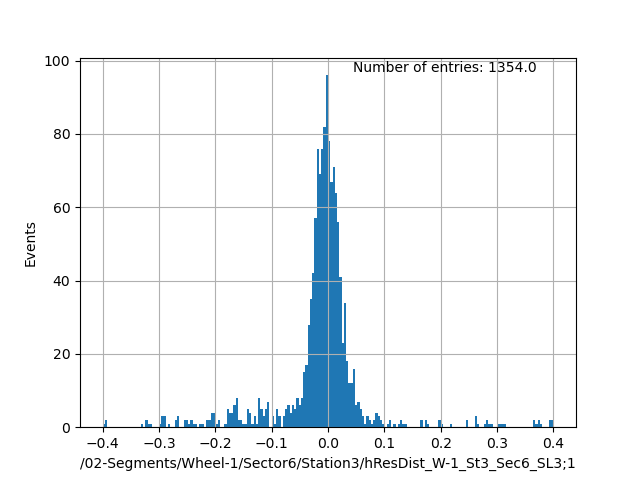 Number of entries: 1354.0
100
80
60
40
20
0
Events
−0.4 −0.3 −0.2 −0.1 0.0 0.1 0.2 0.3 0.4
/02-Segments/Wheel-1/Sector6/Station3/hResDist_W-1_St3_Sec6_SL3;1